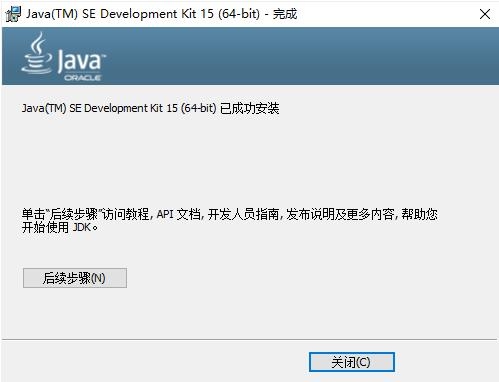 Java(TM) SE Development Kit 15 (64-bit) - 完成
Java
ORACLE
Java(TM) SE Development Kit 15 (64-bit) 已成功安装
单击“后续步骤”访问教程, API 文档, 开发人员指南, 发布说明及更多内容, 帮助您
开始使用 JDK。
后续步骤(N)
关闭(C)